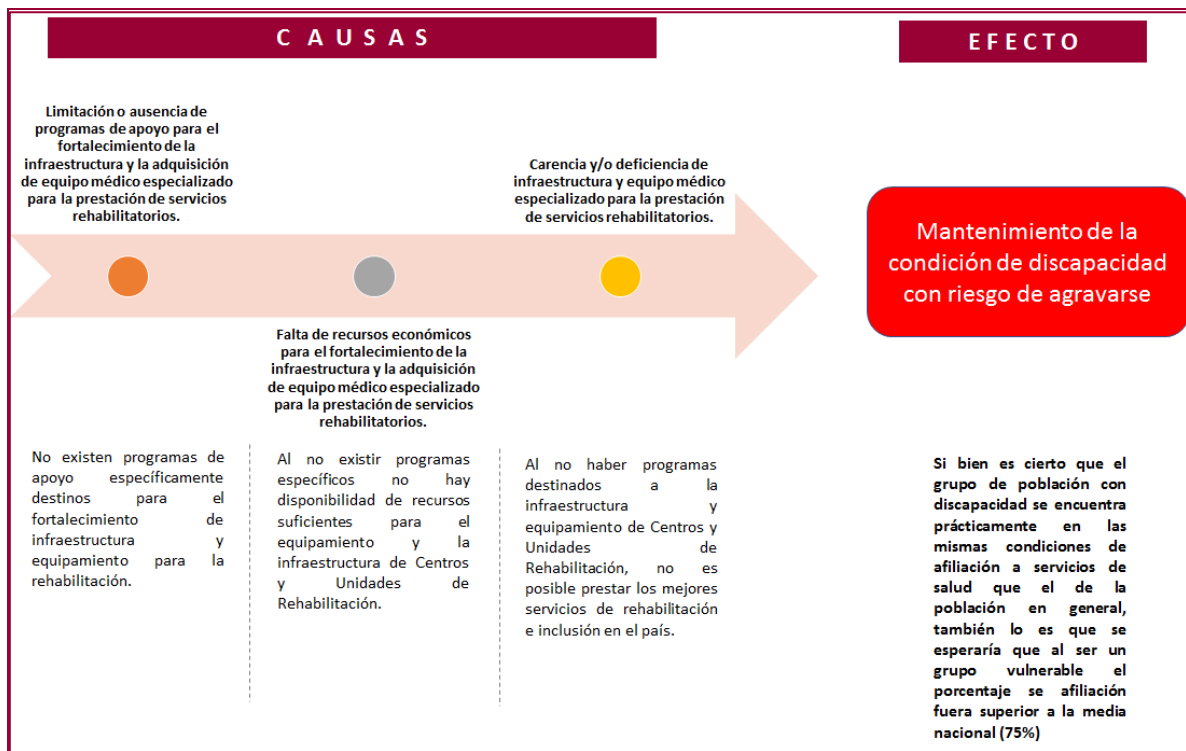 C A U S A S
E F E C T O
Limitación o ausencia de
programas de apoyo para el
fortalecimiento de la
infraestructura y la adquisición
de equipo médico especializado
para la prestación de servicios
rehabilitatorios.
Carencia y/o deficiencia de
infraestructura y equipo médico
especializado para la prestación
de servicios rehabilitatorios.
Mantenimiento de la
condición de discapacidad
con riesgo de agravarse
Falta de recursos económicos
para el fortalecimiento de la
infraestructura y la adquisición
de equipo médico especializado
para la prestación de servicios
rehabilitatorios.
No existen programas de
apoyo específicamente
destinos para el
fortalecimiento de
infraestructura y
equipamiento para la
rehabilitación.
Al no existir programas
específicos no hay
disponibilidad de recursos
suficientes para el
equipamiento y la
infraestructura de Centros
y Unidades de
Rehabilitación.
Al no haber programas
destinados a la
infraestructura y
equipamiento de Centros y
Unidades de
Rehabilitación, no es
posible prestar los mejores
servicios de rehabilitación
e inclusión en el país.
Si bien es cierto que el
grupo de población con
discapacidad se encuentra
prácticamente en las
mismas condiciones de
afiliación a servicios de
salud que el de la
población en general,
también lo es que se
esperaría que al ser un
grupo vulnerable el
porcentaje se afiliación
fuera superior a la media
nacional (75%)